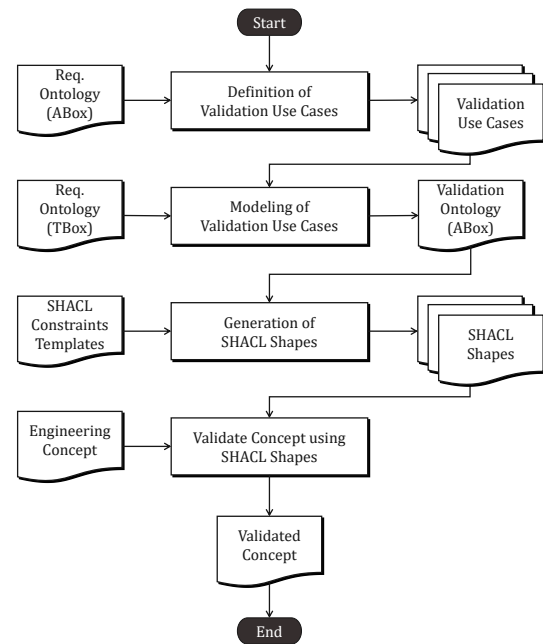 Start
Req.
Ontology
(ABox)
Definition of
Validation Use Cases
Validation
Use Cases
Req.
Ontology
(TBox)
Modeling of
Validation Use Cases
Validation
Ontology
(ABox)
SHACL
Constraints
Templates
Generation of
SHACL Shapes
SHACL
Shapes
Engineering
Concept
Validate Concept using
SHACL Shapes
Validated
Concept
End